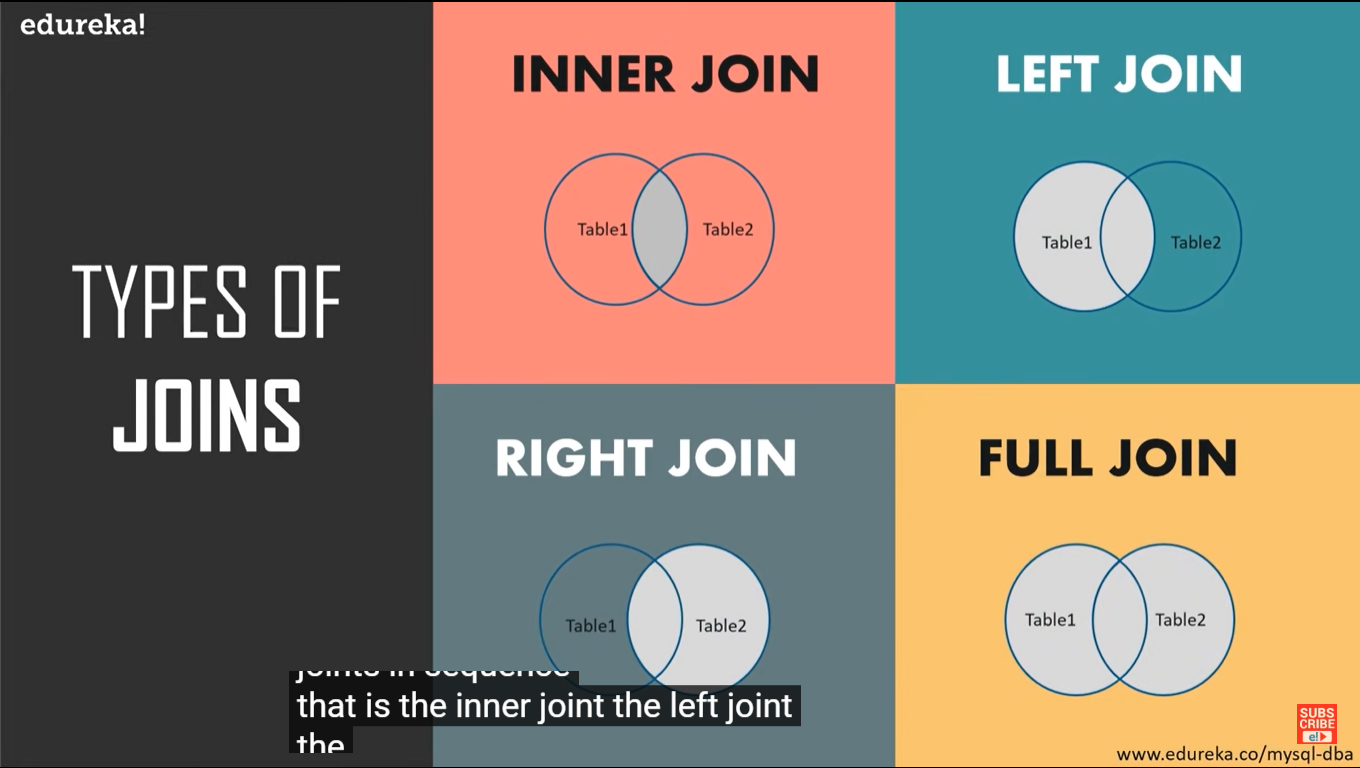 edureka!
TYPES OF
JOINS
INNER JOIN
Table1
Table2
LEFT JOIN
Table1
Table2
RIGHT JOIN
Table1
Table2
FULL JOIN
Table1
Table2
joints in sequence
that is the inner joint the left joint
the
SUBS
CRIBE
e!
www.edureka.co/mysql-dba